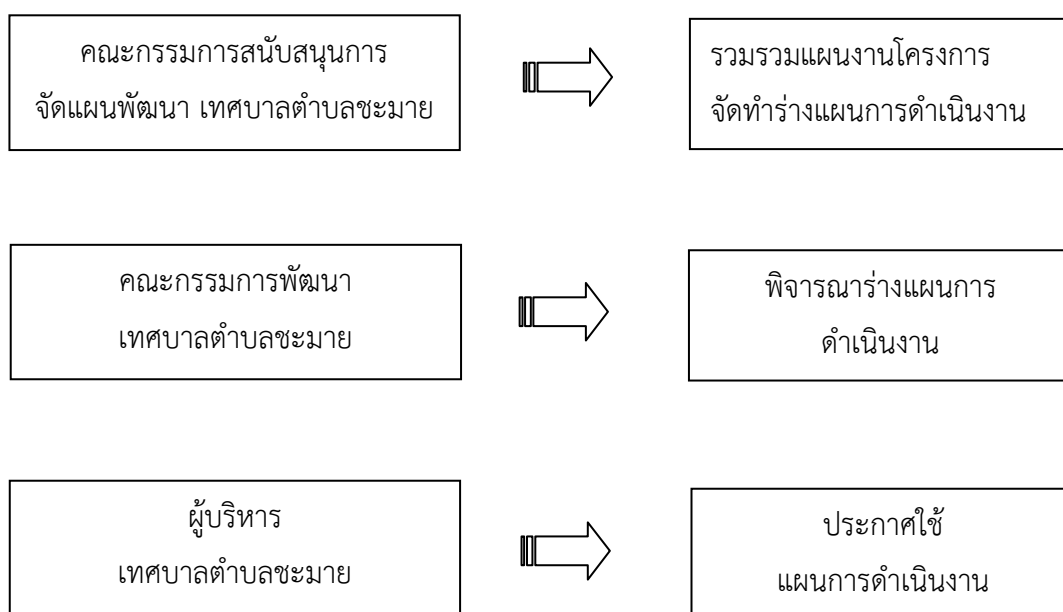 คณะกรรมการสนับสนุนการ
จัดแผนพัฒนา เทศบาลตำบลชะมาย
รวมรวมแผนงานโครงการ
จัดทำร่างแผนการดำเนินงาน
คณะกรรมการพัฒนา
เทศบาลตำบลชะมาย
พิจารณาร่างแผนการ
ดำเนินงาน
ผู้บริหาร
เทศบาลตำบลชะมาย
ประกาศใช้
แผนการดำเนินงาน